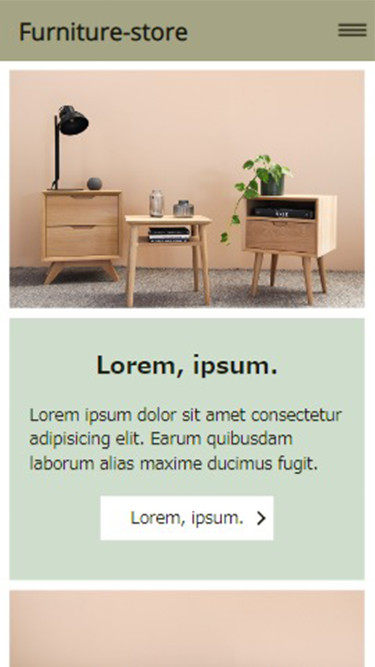 Furniture-store
Lorem, ipsum.
Lorem ipsum dolor sit amet consectetur
adipisicing elit. Earum quibusdam
laborum alias maxime ducimus fugit.
Lorem, ipsum.